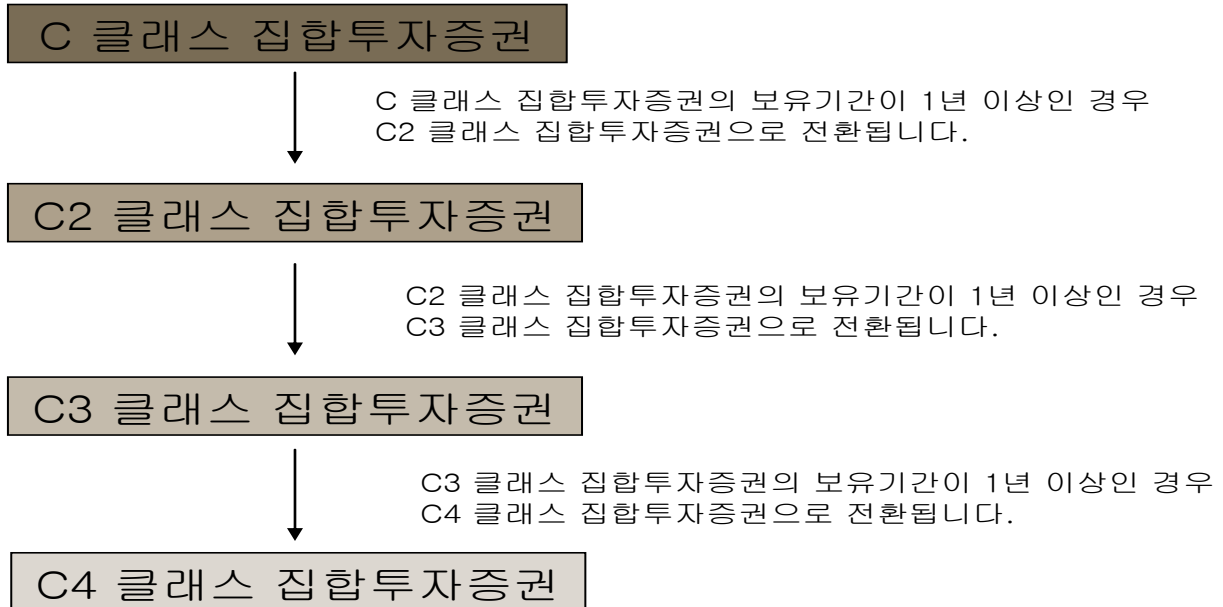 C 클래스 집합투자증권
C 클래스 집합투자증권의 보유기간이 1년 이상인 경우
C2 클래스 집합투자증권으로 전환됩니다.
C2 클래스 집합투자증권
C2 클래스 집합투자증권의 보유기간이 1년 이상인 경우
C3 클래스 집합투자증권으로 전환됩니다.
C3 클래스 집합투자증권
C3 클래스 집합투자증권의 보유기간이 1년 이상인 경우
C4 클래스 집합투자증권으로 전환됩니다.
C4 클래스 집합투자증권